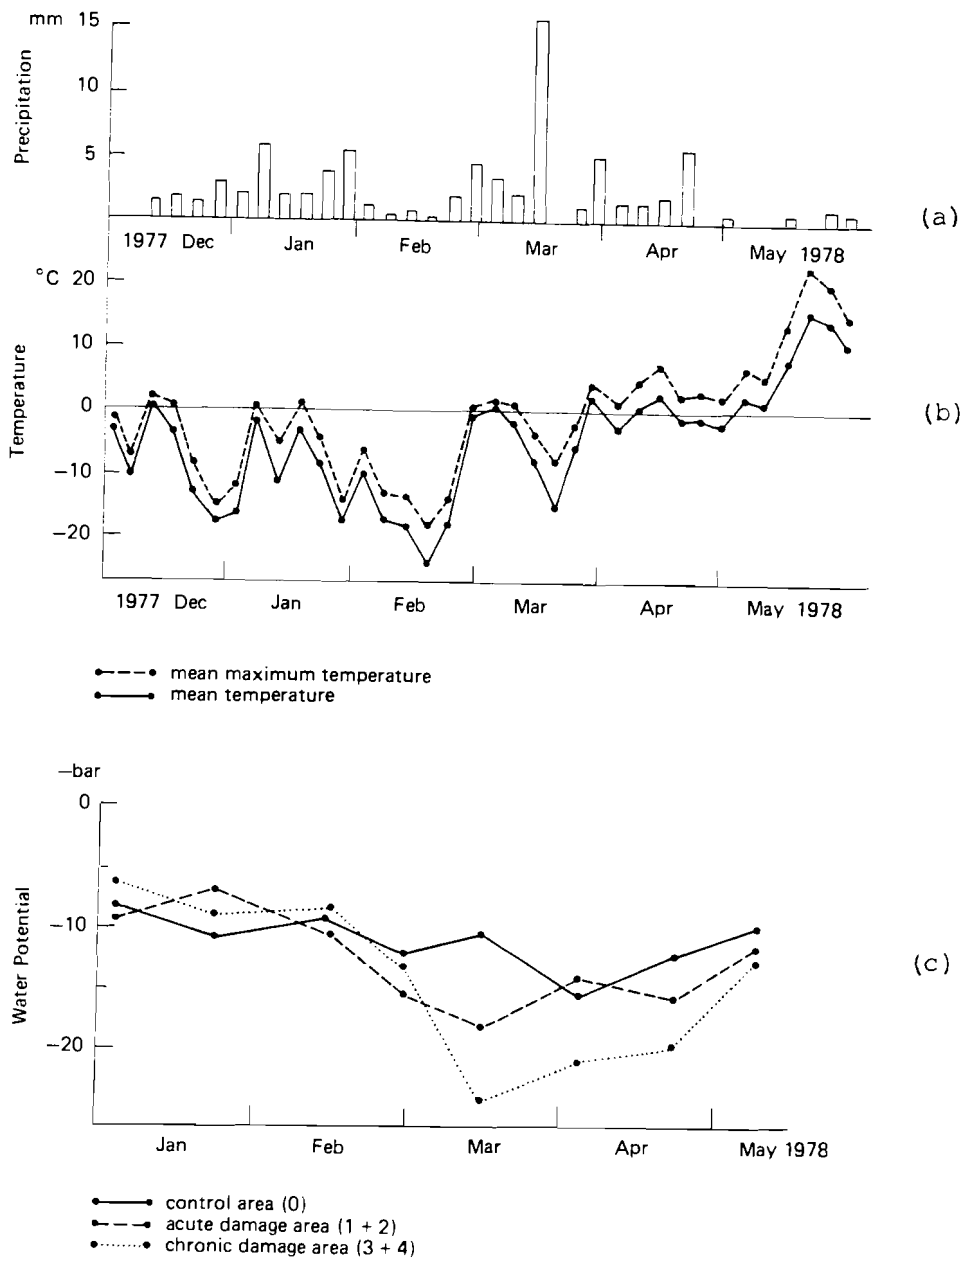 mm 15
10
5
Precipitation
(a)
1977 Dec Jan Feb Mar Apr May 1978
°C 20
10
0
−10
−20
Temperature
(b)
1977 Dec Jan Feb Mar Apr May 1978
mean maximum temperature
mean temperature
−bar
0
−10
−20
Water Potential
(c)
Jan Feb Mar Apr May 1978
control area (0)
acute damage area (1 + 2)
chronic damage area (3 + 4)